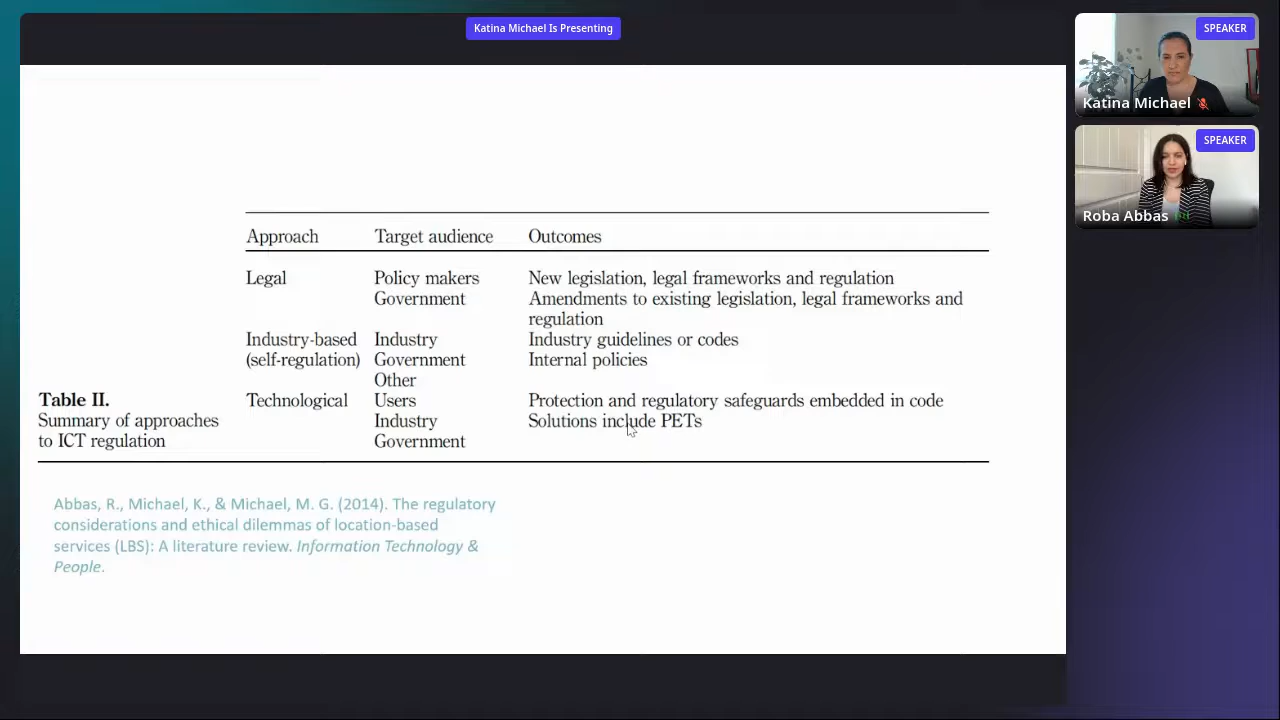 Katina Michael Is Presenting
SPEAKER
Katina Michael
SPEAKER
Roba Abbas
Approach Target audience Outcomes
Legal Policy makers New legislation, legal frameworks and regulation
Government Amendments to existing legislation, legal frameworks and
regulation
Industry-based Industry Industry guidelines or codes
(self-regulation) Government Internal policies
Other
Technological Users Protection and regulatory safeguards embedded in code
Industry Solutions include PETs
Government
Table II.
Summary of approaches
to ICT regulation
Abbas, R., Michael, K., & Michael, M. G. (2014). The regulatory
considerations and ethical dilemmas of location-based
services (LBS): A literature review. Information Technology &
People.